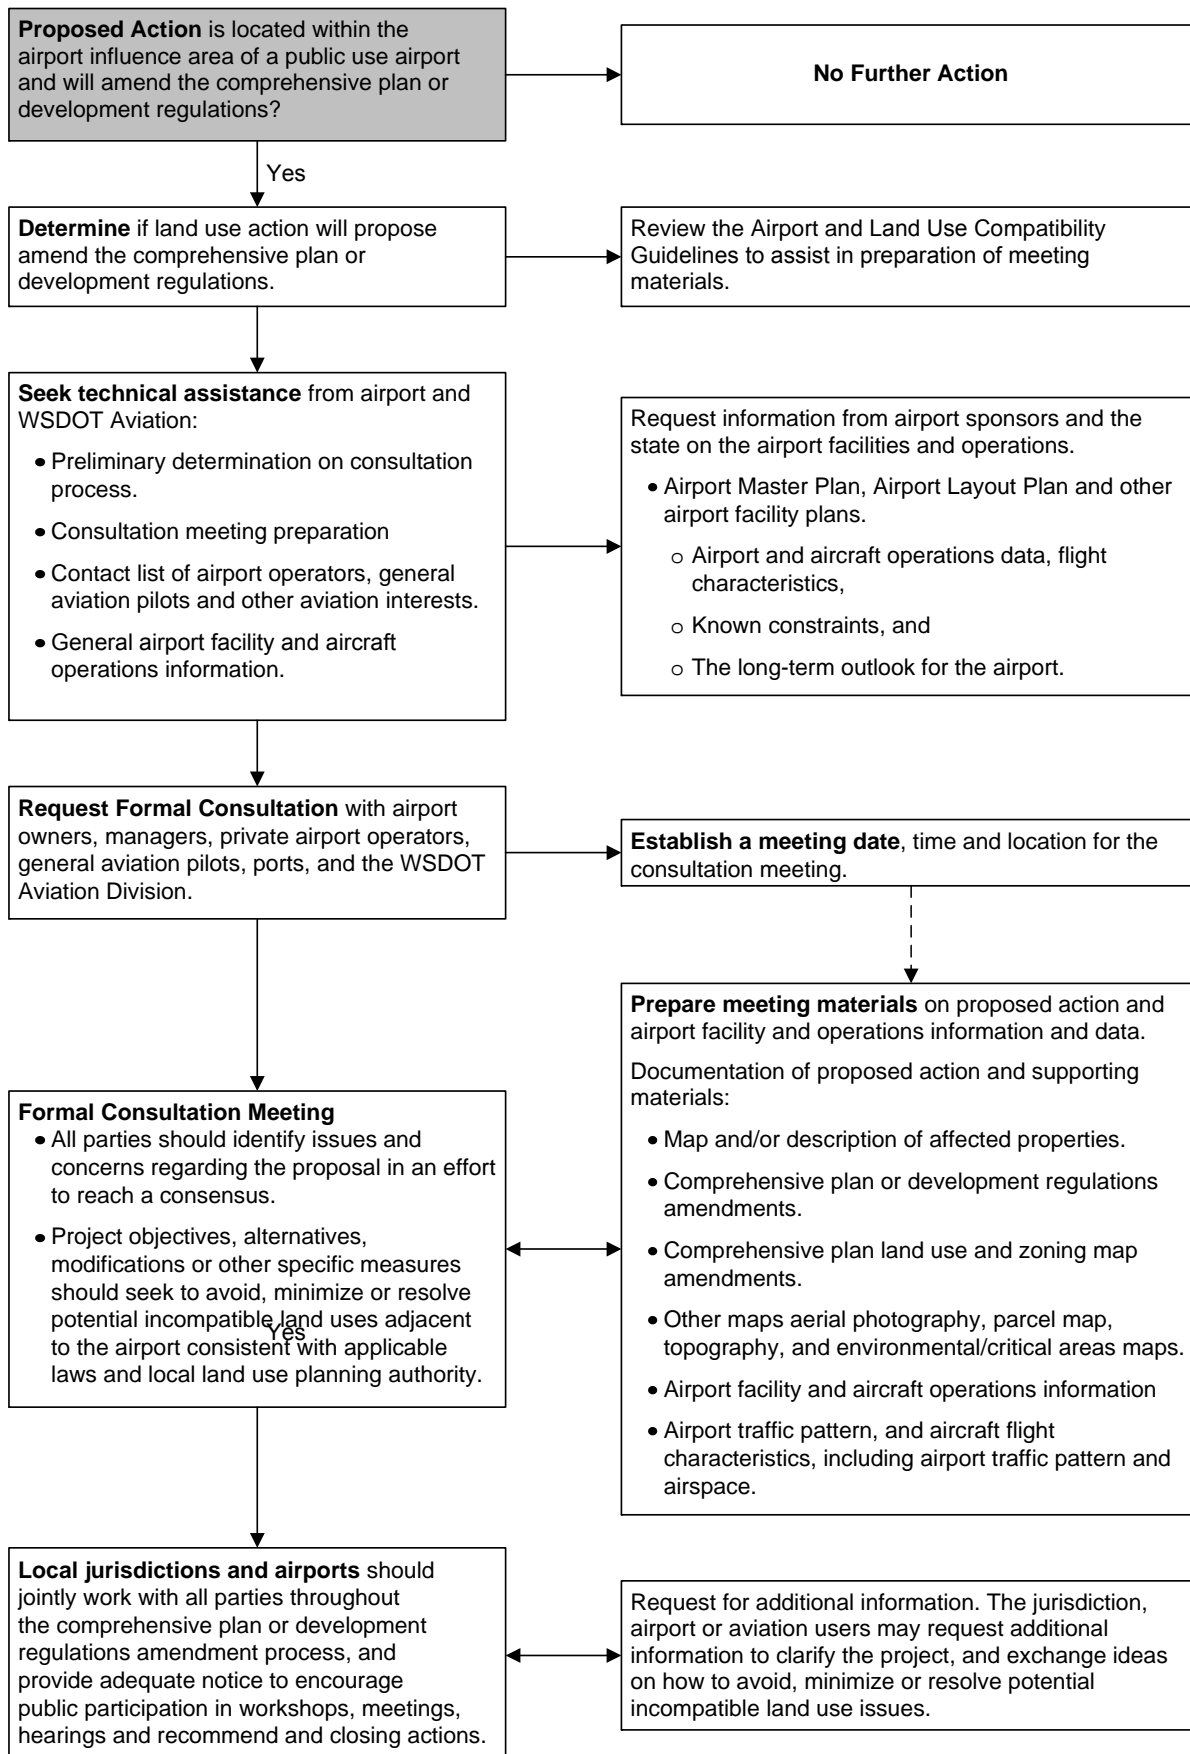 Proposed Action is located within the
airport influence area of a public use airport
and will amend the comprehensive plan or
development regulations?
No Further Action
Yes
Determine if land use action will propose
amend the comprehensive plan or
development regulations.
Review the Airport and Land Use Compatibility
Guidelines to assist in preparation of meeting
materials.
Seek technical assistance from airport and
WSDOT Aviation:
• Preliminary determination on consultation
process.
• Consultation meeting preparation
• Contact list of airport operators, general
aviation pilots and other aviation interests.
• General airport facility and aircraft
operations information.
Request information from airport sponsors and the
state on the airport facilities and operations.
• Airport Master Plan, Airport Layout Plan and other
airport facility plans.
o Airport and aircraft operations data, flight
characteristics,
o Known constraints, and
o The long-term outlook for the airport.
Request Formal Consultation with airport
owners, managers, private airport operators,
general aviation pilots, ports, and the WSDOT
Aviation Division.
Establish a meeting date, time and location for the
consultation meeting.
Prepare meeting materials on proposed action and
airport facility and operations information and data.
Documentation of proposed action and supporting
materials:
• Map and/or description of affected properties.
• Comprehensive plan or development regulations
amendments.
• Comprehensive plan land use and zoning map
amendments.
• Other maps aerial photography, parcel map,
topography, and environmental/critical areas maps.
• Airport facility and aircraft operations information
• Airport traffic pattern, and aircraft flight
characteristics, including airport traffic pattern and
airspace.
Formal Consultation Meeting
• All parties should identify issues and
concerns regarding the proposal in an effort
to reach a consensus.
• Project objectives, alternatives,
modifications or other specific measures
should seek to avoid, minimize or resolve
potential incompatible land uses adjacent
Yes
to the airport consistent with applicable
laws and local land use planning authority.
Local jurisdictions and airports should
jointly work with all parties throughout
the comprehensive plan or development
regulations amendment process, and
provide adequate notice to encourage
public participation in workshops, meetings,
hearings and recommend and closing actions.
Request for additional information. The jurisdiction,
airport or aviation users may request additional
information to clarify the project, and exchange ideas
on how to avoid, minimize or resolve potential
incompatible land use issues.